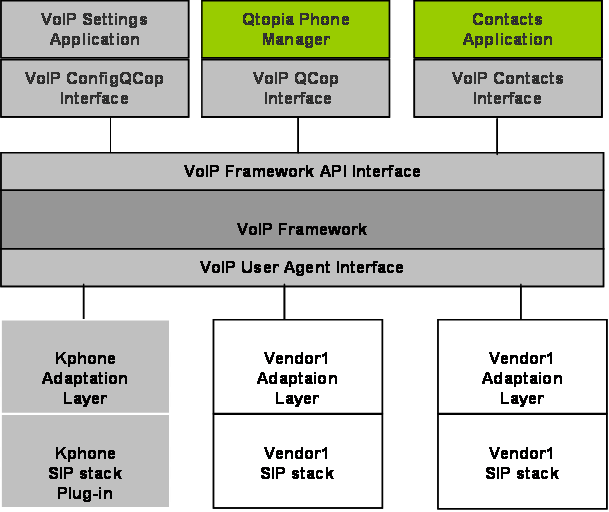 VoIP Settings
Application
Qtopia Phone
Manager
Contacts
Application
VoIP ConfigQCop
Interface
VoIP QCop
Interface
VoIP Contacts
Interface
VoIP Framework API Interface
VoIP Framework
VoIP User Agent Interface
Kphone
Adaptation
Layer
Vendor1
Adaptaion
Layer
Vendor1
Adaptaion
Layer
Kphone
SIP stack
Plug-in
Vendor1
SIP stack
Vendor1
SIP stack